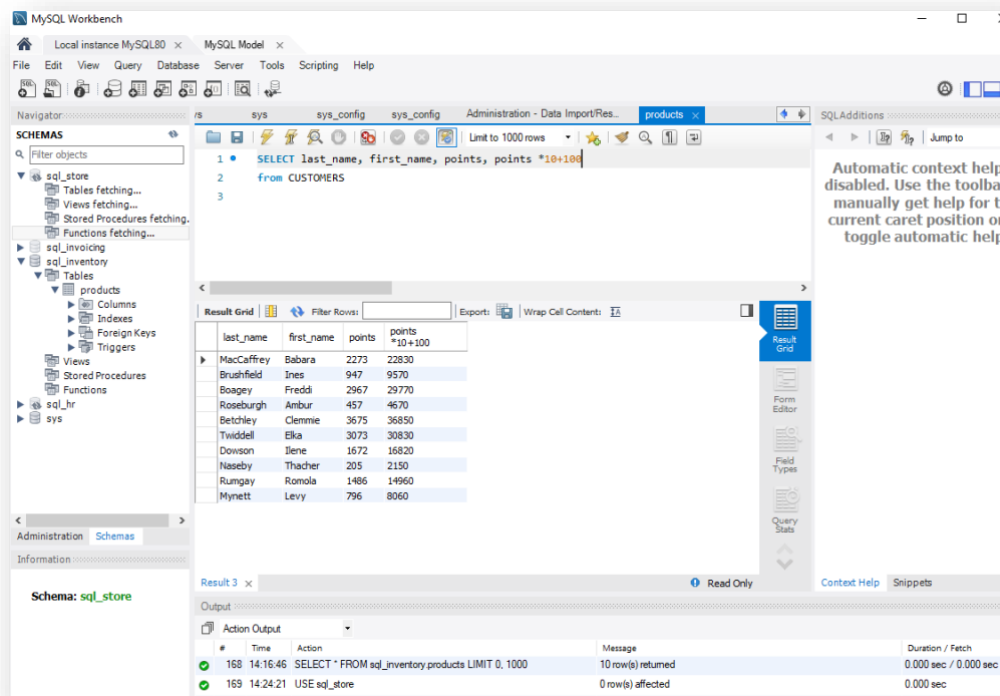 MySQL Workbench
Local instance MySQL80
MySQL Model
File Edit View Query Database Server Tools Scripting Help
Navigator
SCHEMAS
Filter objects
sql_store
Tables fetching...
Views fetching...
Stored Procedures fetching.
Functions fetching...
sql_invoicing
sql_inventory
Tables
products
Columns
Indexes
Foreign Keys
Triggers
Views
Stored Procedures
Functions
sql_hr
sys
Administration Schemas
Information
Schema: sql_store
/s sys sys_config sys_config Administration - Data Import/Res... products
Limit to 1000 rows
1 SELECT last_name, first_name, points, points *10+100
2 from CUSTOMERS
3
Result Grid Filter Rows: Export: Wrap Cell Content: IA
last_name first_name points points *10+100
MacCaffrey Babara 2273 22830
Brushfield Ines 947 9570
Boagey Freddi 2967 29770
Roseburgh Ambur 457 4670
Betchley Clemmie 3675 36850
Twiddell Elka 3073 30830
Dowson Ilene 1672 16820
Naseby Thacher 205 2150
Rumgay Romola 1486 14960
Mynett Levy 796 8060
Result Grid
Form Editor
Field Types
Query Stats
Result 3
Read Only
SQLAdditions
Jump to
Automatic context help
disabled. Use the toolba
manually get help for t
current caret position o
toggle automatic help
Context Help Snippets
Output
Action Output
# Time Action Message Duration / Fetch
168 14:16:46 SELECT * FROM sql_inventory.products LIMIT 0, 1000 10 row(s) returned 0.000 sec / 0.000 sec
169 14:24:21 USE sql_store 0 row(s) affected 0.000 sec